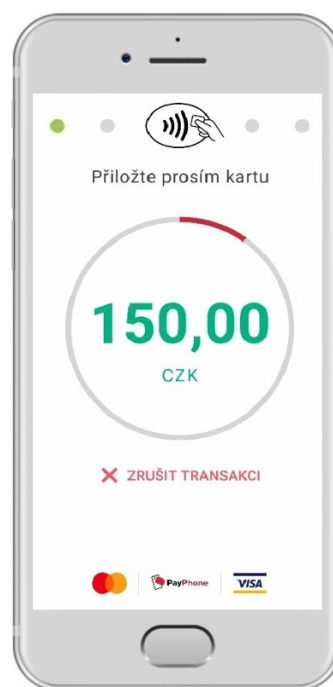 Přiložte prosím kartu
150,00
CZK
ZRUŠIT TRANSAKCI
PayPhone
VISA